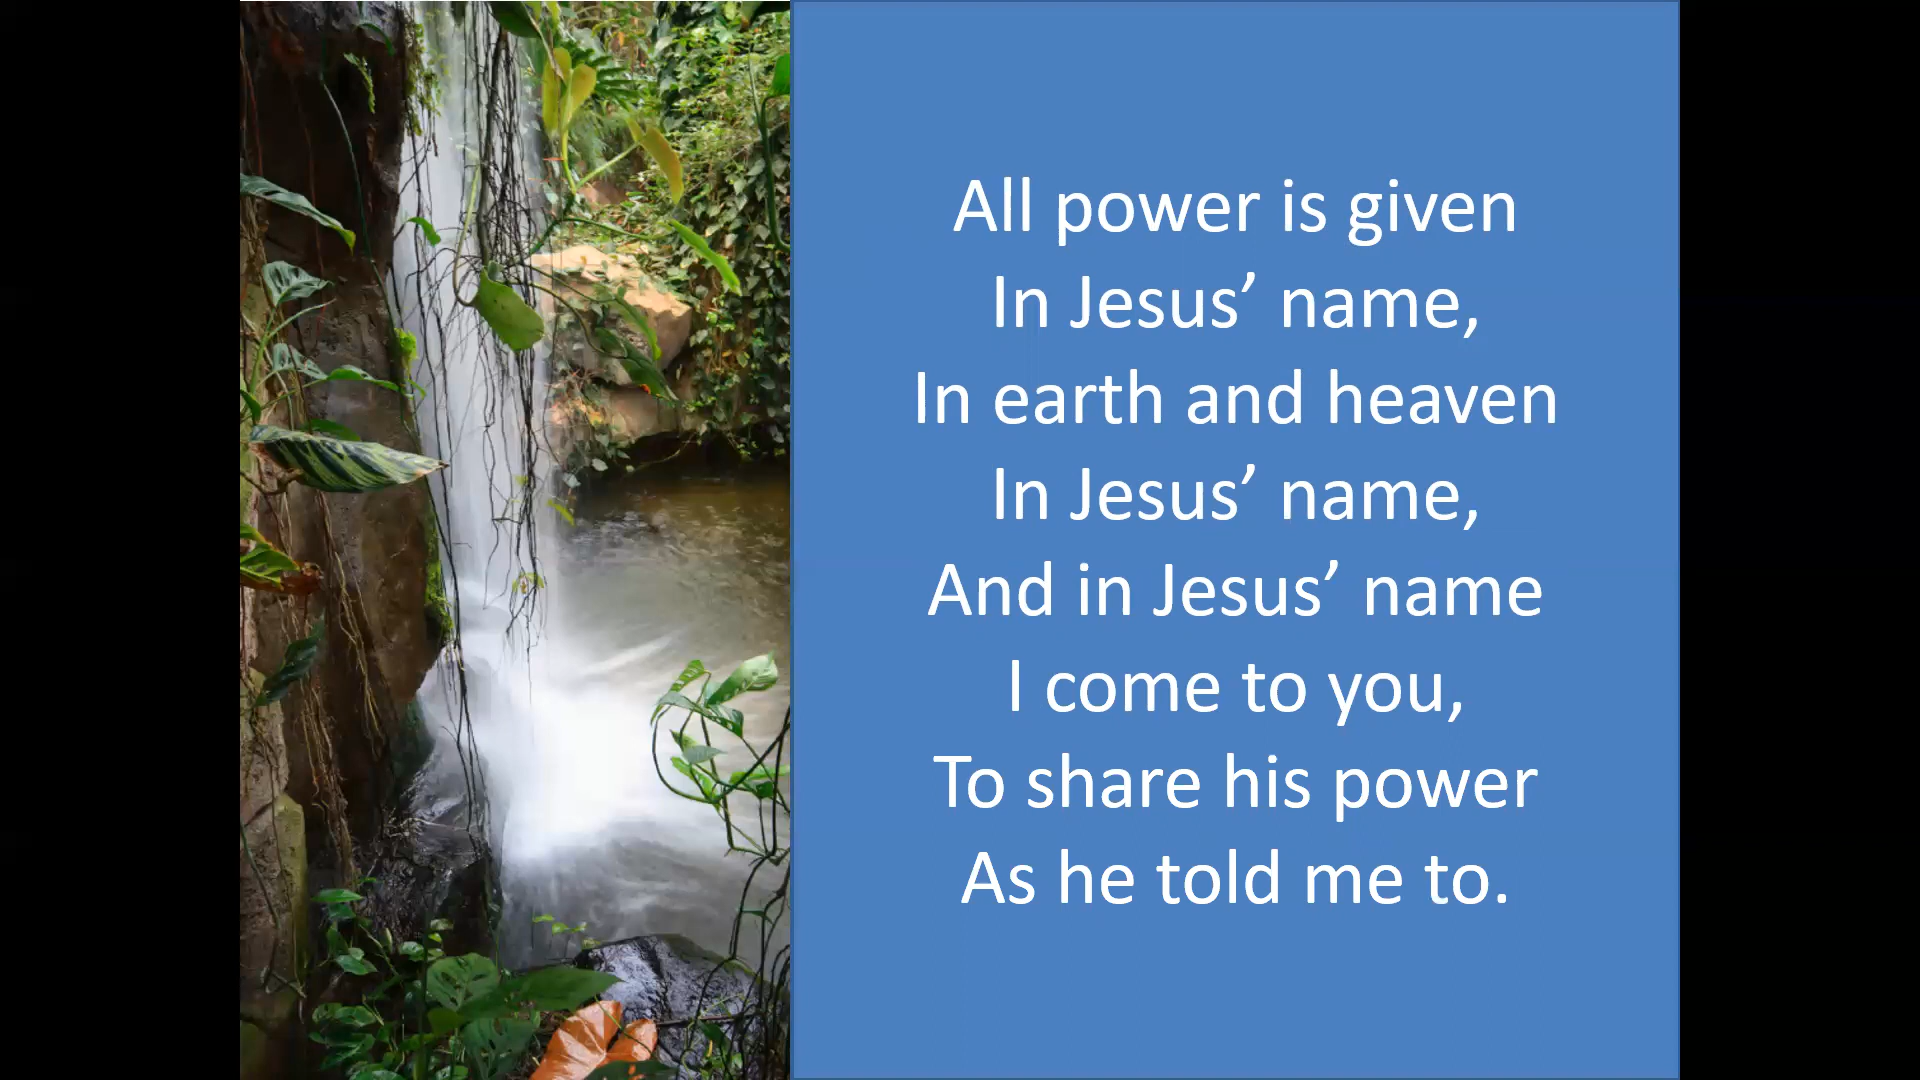 All power is given
In Jesus’ name,
In earth and heaven
In Jesus’ name,
And in Jesus’ name
I come to you,
To share his power
As he told me to.